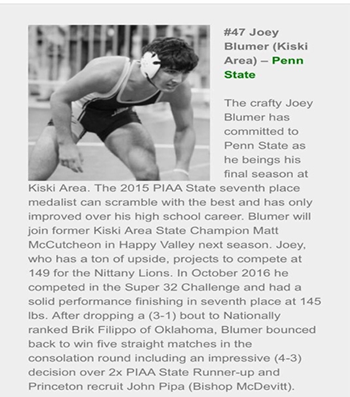 #47 Joey
Blumer (Kiski
Area) – Penn
State
The crafty Joey
Blumer has
committed to
Penn State as
he beings his
final season at
Kiski Area. The 2015 PIAA State seventh place
medalist can scramble with the best and has only
improved over his high school career. Blumer will
join former Kiski Area State Champion Matt
McCutcheon in Happy Valley next season. Joey,
who has a ton of upside, projects to compete at
149 for the Nittany Lions. In October 2016 he
competed in the Super 32 Challenge and had a
solid performance finishing in seventh place at 145
lbs. After dropping a (3-1) bout to Nationally
ranked Brik Filippo of Oklahoma, Blumer bounced
back to win five straight matches in the
consolation round including an impressive (4-3)
decision over 2x PIAA State Runner-up and
Princeton recruit John Pipa (Bishop McDevitt).